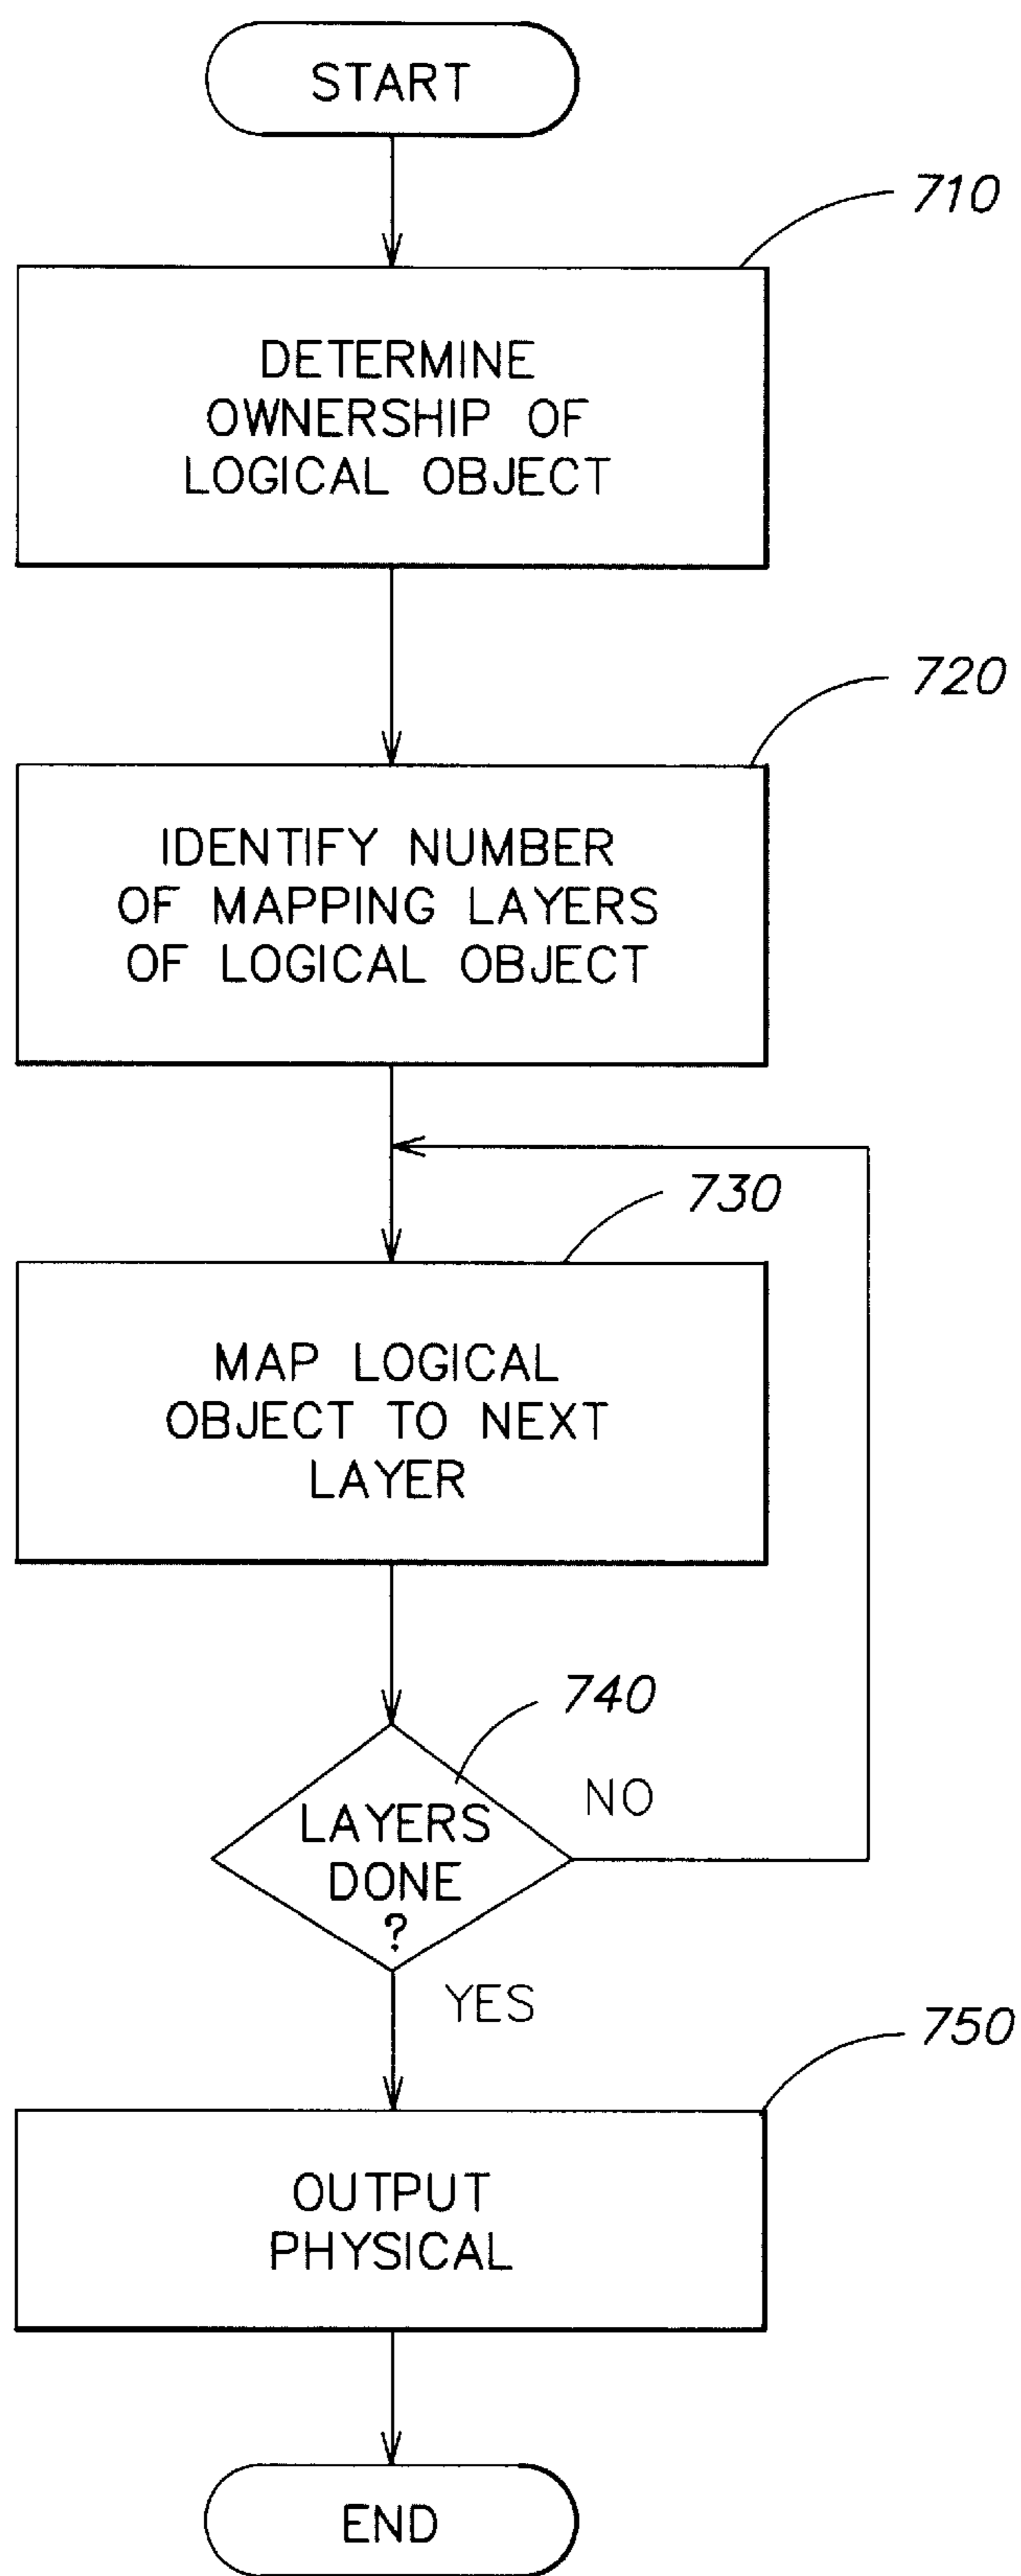 START
710
DETERMINE
OWNERSHIP OF
LOGICAL OBJECT
720
IDENTIFY NUMBER
OF MAPPING LAYERS
OF LOGICAL OBJECT
730
MAP LOGICAL
OBJECT TO NEXT
LAYER
740
LAYERS
DONE
?
NO
YES
750
OUTPUT
PHYSICAL
END